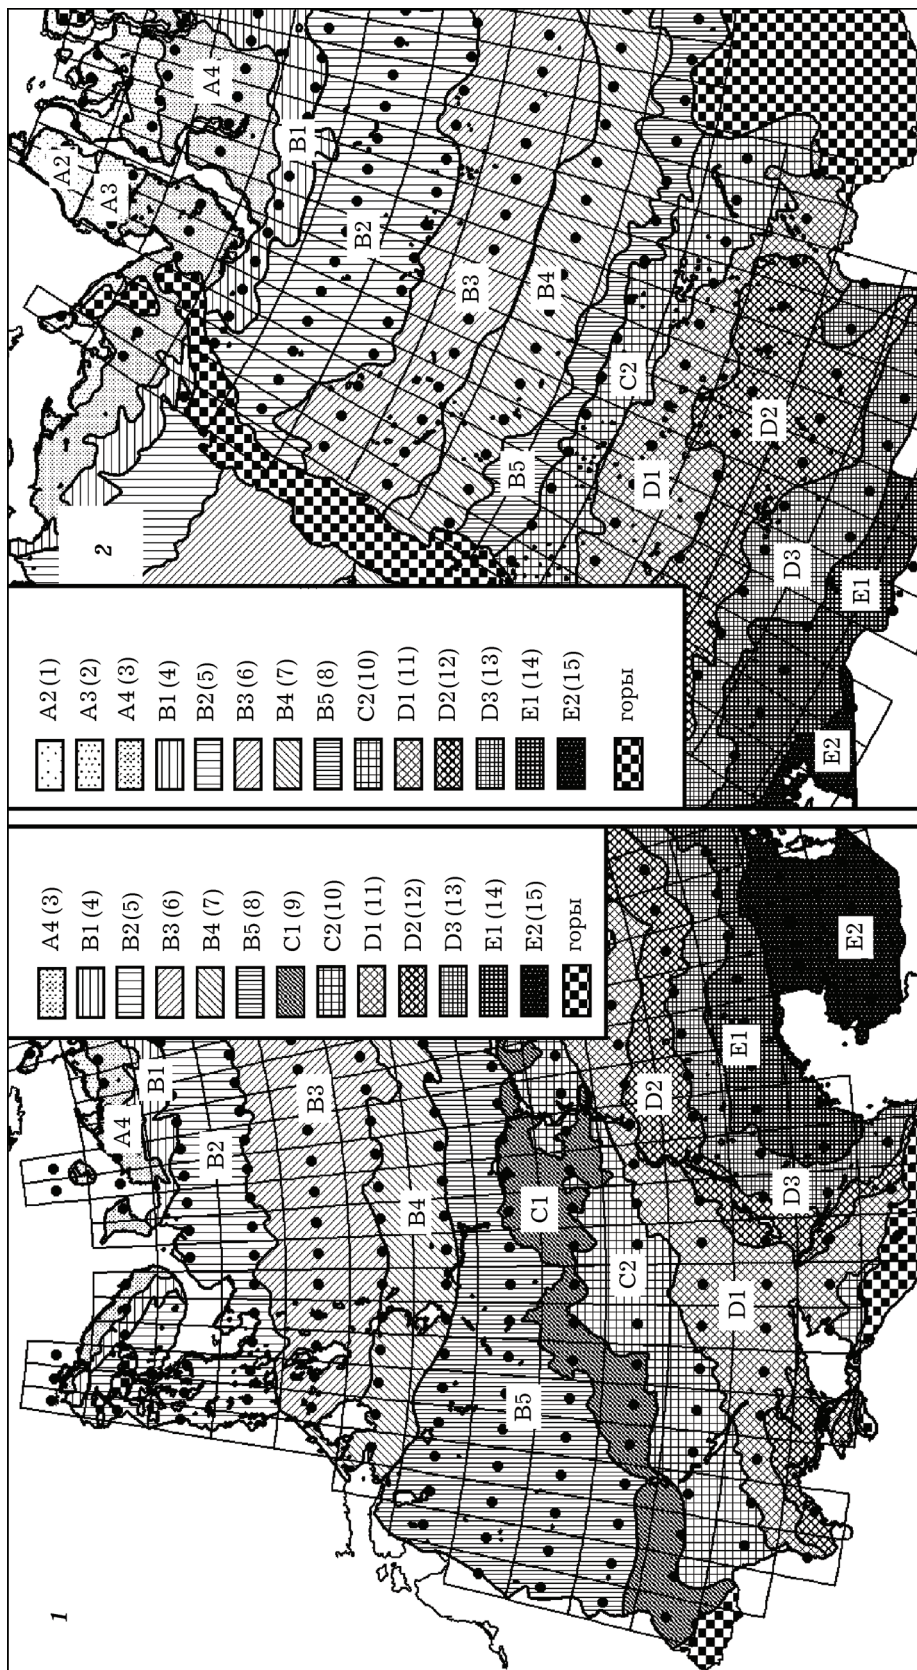 1
A4 (3)
B1 (4)
B2 (5)
B3 (6)
B4 (7)
B5 (8)
C1 (9)
C2 (10)
D1 (11)
D2 (12)
D3 (13)
E1 (14)
E2 (15)
горы
A4
B1
B2
B3
B4
B5
C1
C2
D1
D2
D3
E1
E2
2
A2 (1)
A3 (2)
A4 (3)
B1 (4)
B2 (5)
B3 (6)
B4 (7)
B5 (8)
C2 (10)
D1 (11)
D2 (12)
D3 (13)
E1 (14)
E2 (15)
горы
A2
A3
A4
B1
B2
B3
B4
B5
C2
D1
D2
D3
E1
E2